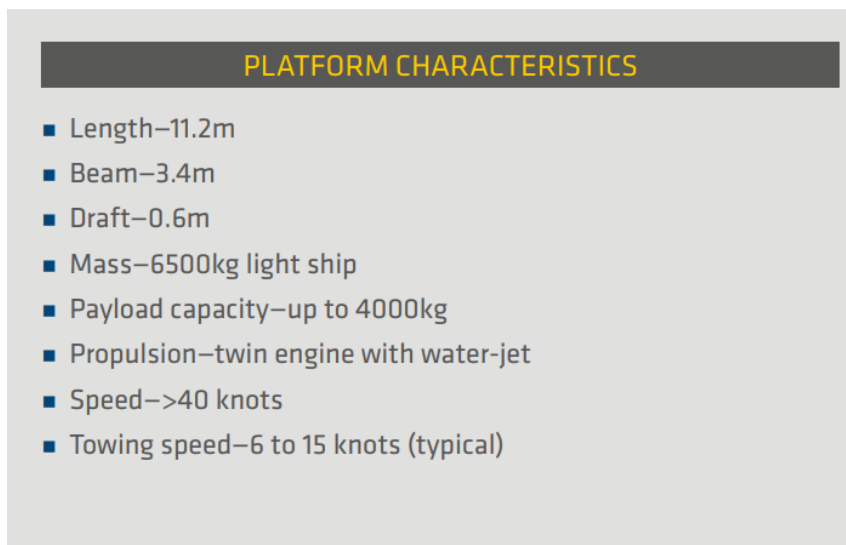 PLATFORM CHARACTERISTICS
▪ Length–11.2m
▪ Beam–3.4m
▪ Draft–0.6m
▪ Mass–6500kg light ship
▪ Payload capacity–up to 4000kg
▪ Propulsion–twin engine with water-jet
▪ Speed–>40 knots
▪ Towing speed–6 to 15 knots (typical)